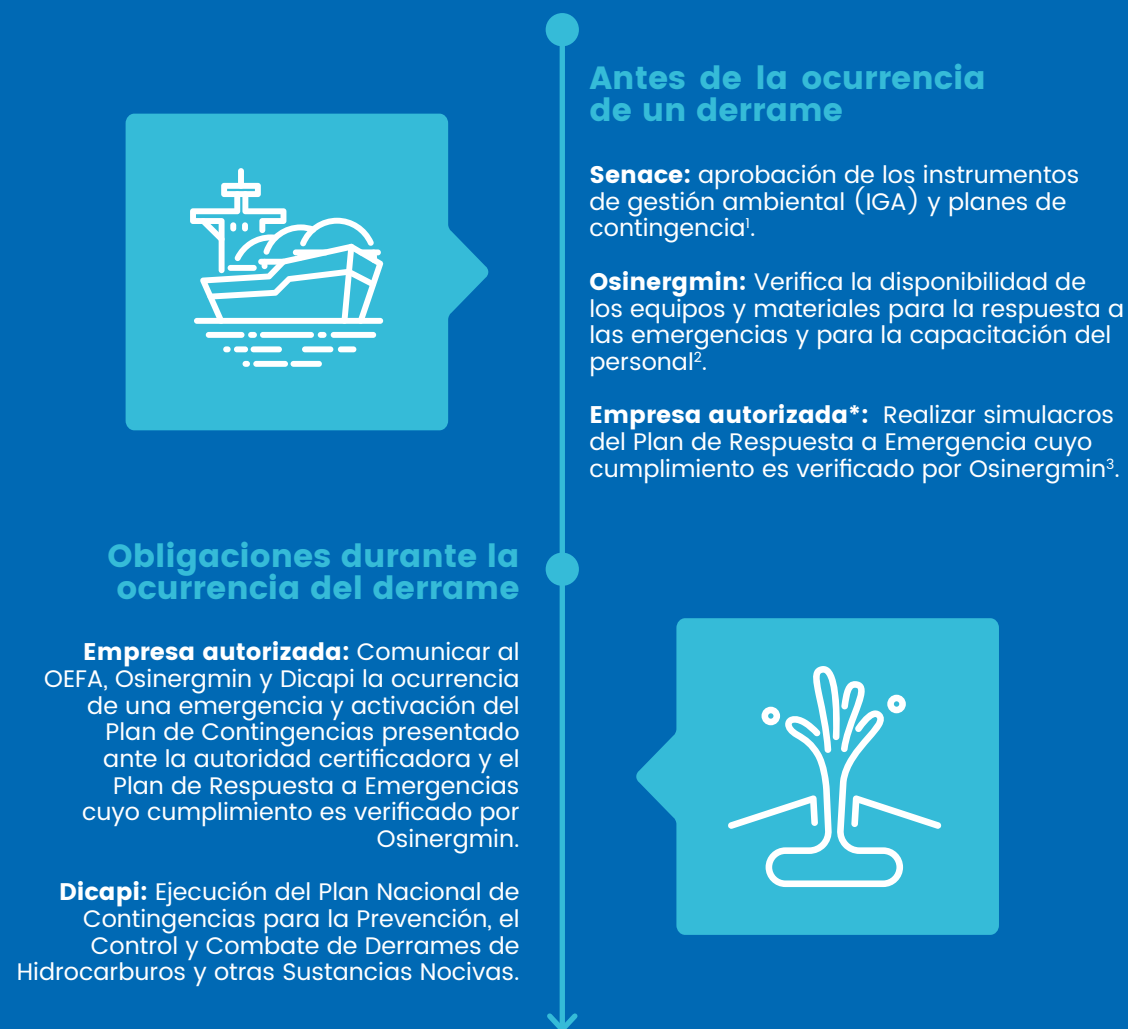 Antes de la ocurrencia
de un derrame
Senace: aprobación de los instrumentos
de gestión ambiental (IGA) y planes de
contingencia¹.
Osinergmin: Verifica la disponibilidad de
los equipos y materiales para la respuesta a
las emergencias y para la capacitación del
personal².
Empresa autorizada*: Realizar simulacros
del Plan de Respuesta a Emergencia cuyo
cumplimiento es verificado por Osinergmin³.
Obligaciones durante la
ocurrencia del derrame
Empresa autorizada: Comunicar al
OEFA, Osinergmin y Dicapi la ocurrencia
de una emergencia y activación del
Plan de Contingencias presentado
ante la autoridad certificadora y el
Plan de Respuesta a Emergencias
cuyo cumplimiento es verificado por
Osinergmin.
Dicapi: Ejecución del Plan Nacional de
Contingencias para la Prevención, el
Control y Combate de Derrames de
Hidrocarburos y otras Sustancias Nocivas.